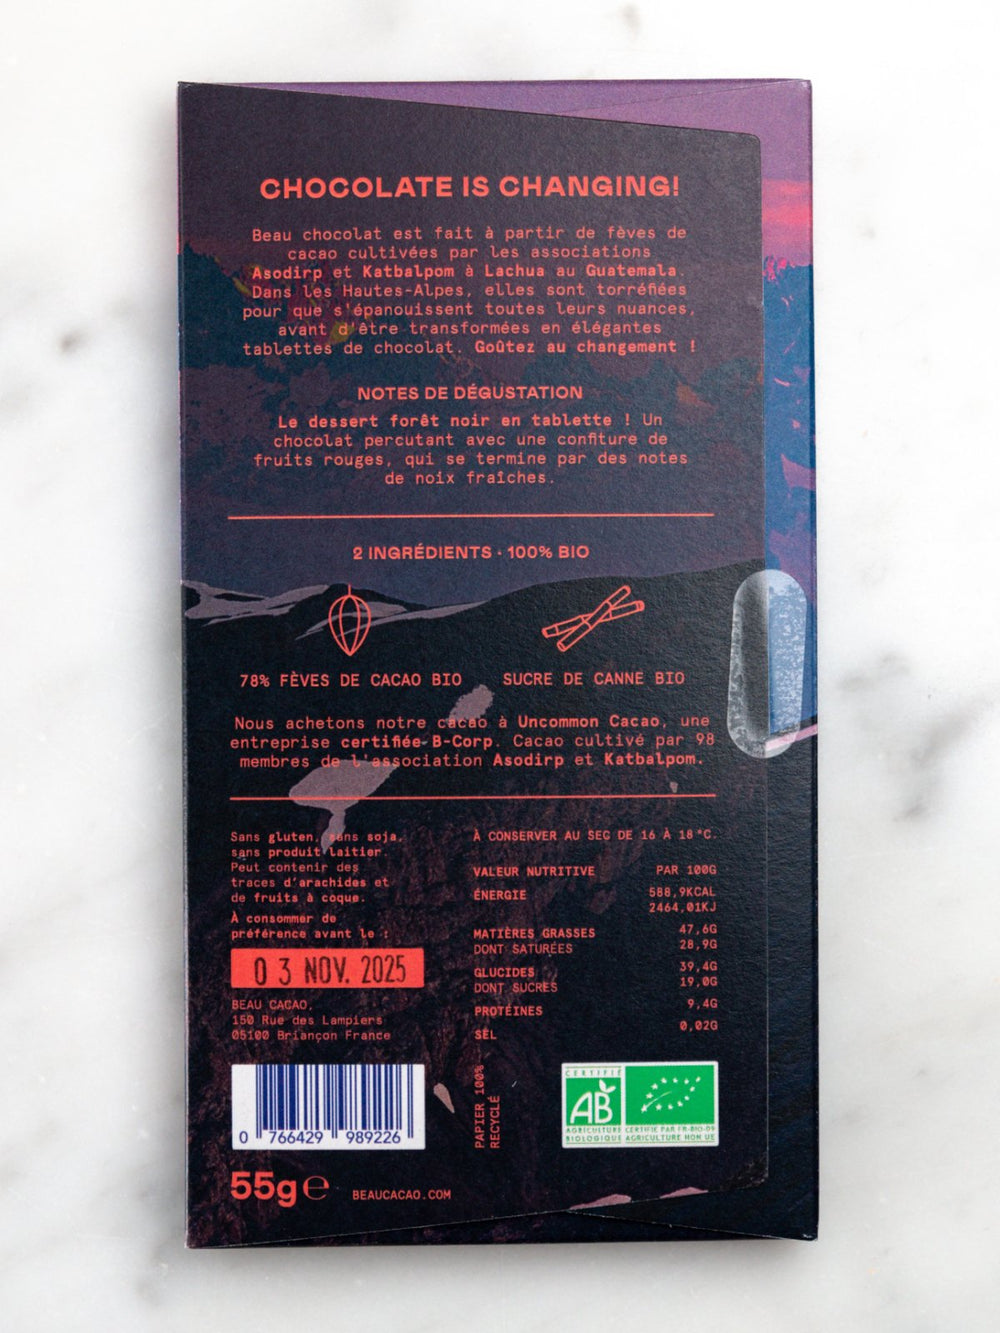 CHOCOLATE IS CHANGING!
Beau chocolat est fait à partir de fèves de
cacao cultivées par les associations
Asodirp et Katbalpom à Lachua au Guatemala.
Dans les Hautes-Alpes, elles sont torréfiées
pour que s'épanouissent toutes leurs nuances,
avant d'être transformées en élégantes
tablettes de chocolat. Goûtez au changement !
NOTES DE DÉGUSTATION
Le dessert forêt noir en tablette ! Un
chocolat percutant avec une confiture de
fruits rouges, qui se termine par des notes
de noix fraîches.
2 INGRÉDIENTS · 100% BIO
78% FÈVES DE CACAO BIO
SUCRE DE CANNE BIO
Nous achetons notre cacao à Uncommon Cacao, une
entreprise certifiée B-Corp. Cacao cultivé par 98
membres de l'association Asodirp et Katbalpom.
Sans gluten, sans soja,
sans produit laitier.
Peut contenir des
traces d'arachides et
de fruits à coque.
À consommer de
préférence avant le :
03 NOV. 2025
BEAU CACAO,
150 Rue des Lampiers
05100 Briançon France
À CONSERVER AU SEC DE 16 À 18°C.
VALEUR NUTRITIVE PAR 100G
ÉNERGIE 588,9KCAL
2464,01KJ
MATIÈRES GRASSES 47,6G
DONT SATURÉES 28,9G
GLUCIDES 39,4G
DONT SUCRES 19,0G
PROTÉINES 9,4G
SEL 0,02G
0 766429 989226
PAPIER 100%
RECYCLÉ
CERTIFIÉ
AB
AGRICULTURE
BIOLOGIQUE
CERTIFIÉ PAR FR-BIO-09
AGRICULTURE NON UE
55g℮
BEAUCACAO.COM